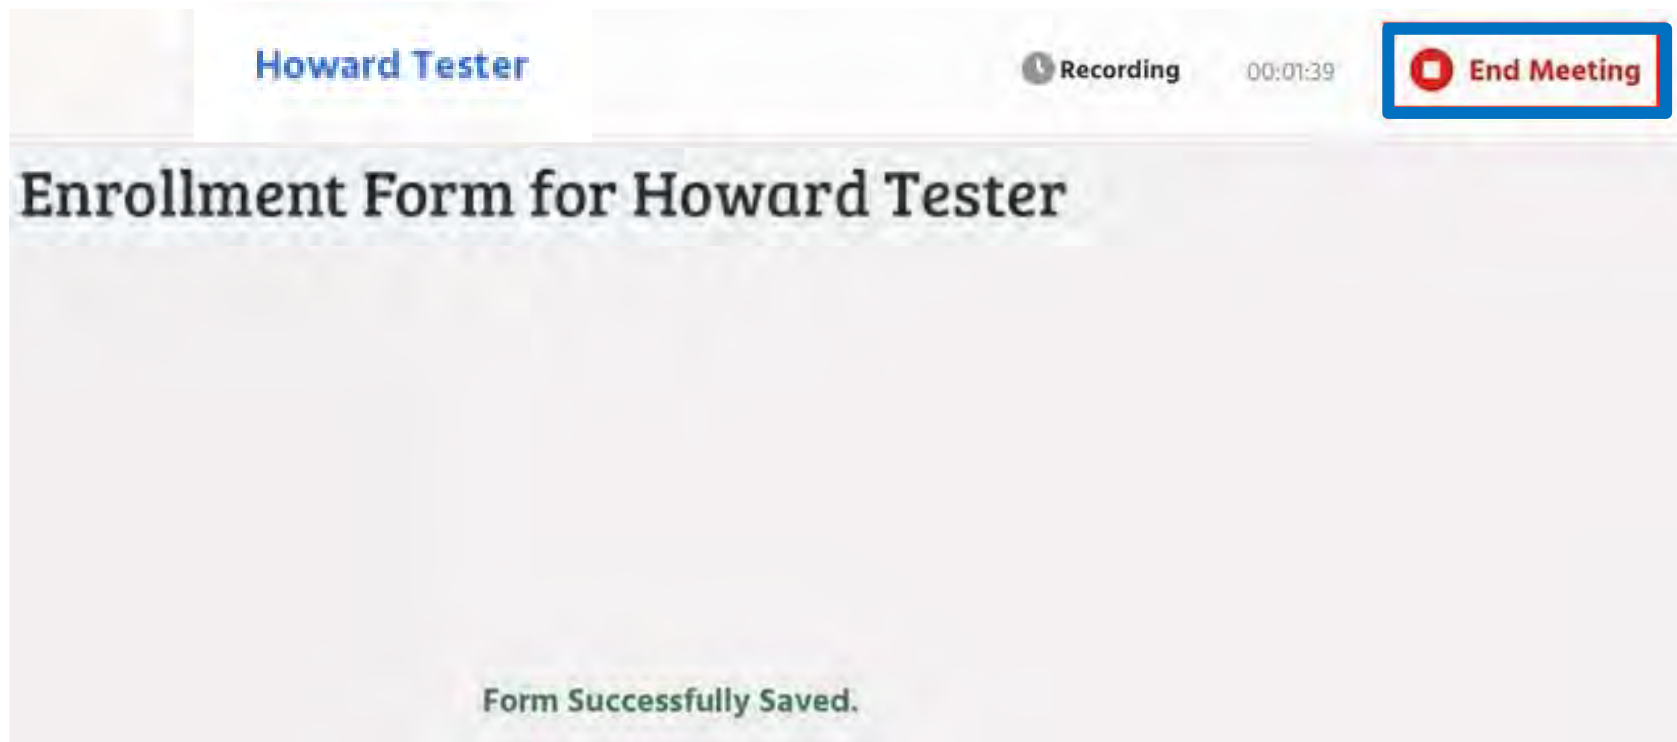 Howard Tester Recording 00:01:39 End Meeting
Enrollment Form for Howard Tester
Form Successfully Saved.